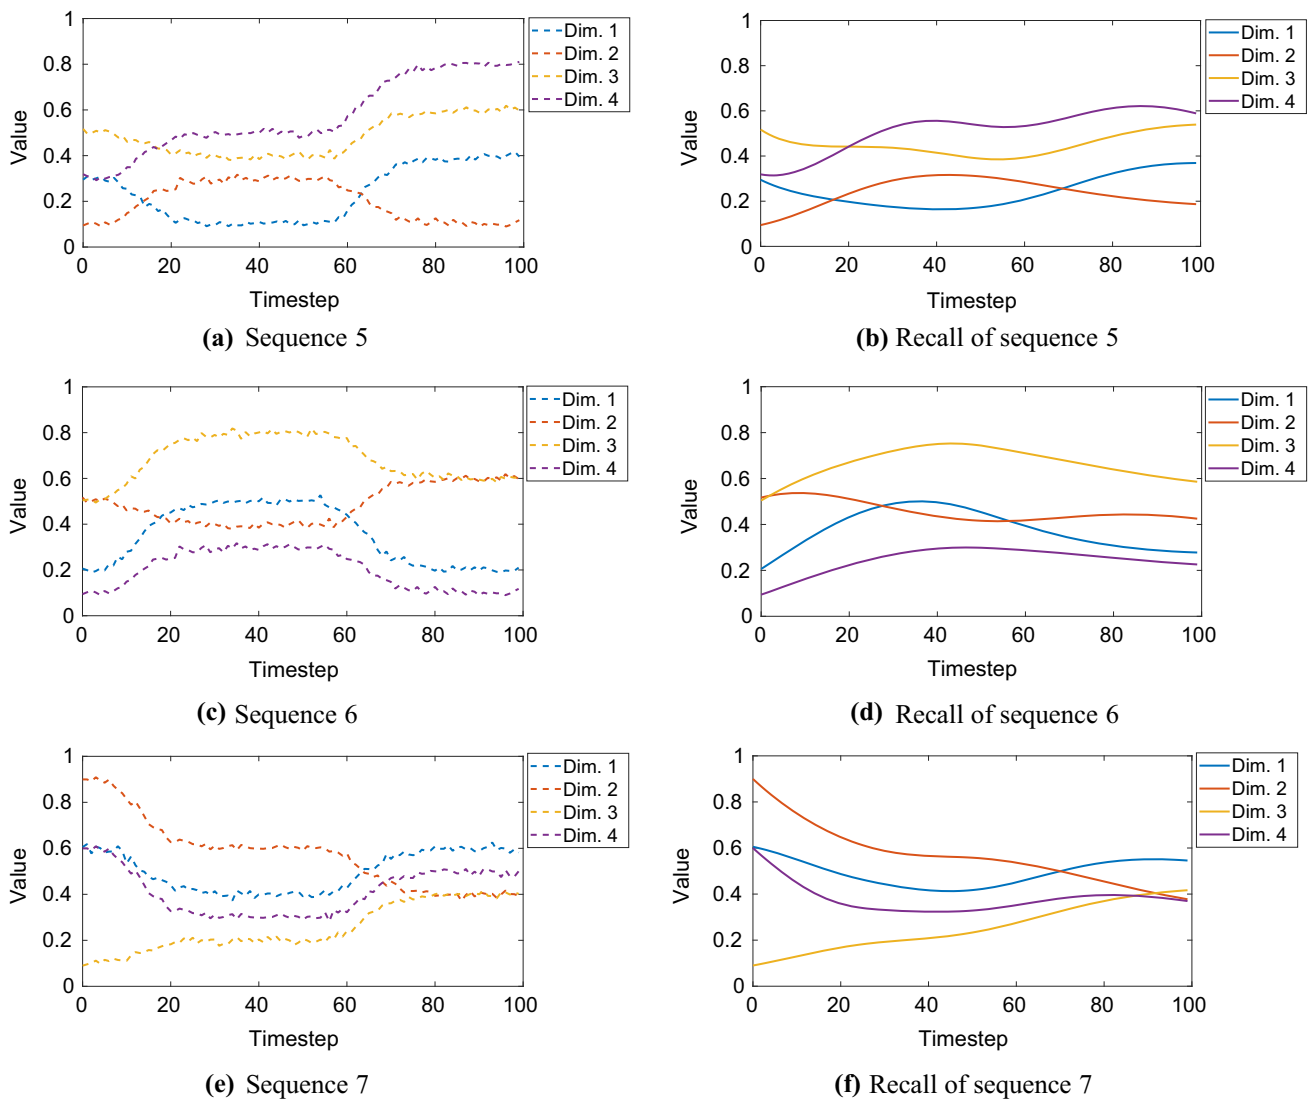 1
0.8
0.6
0.4
0.2
0
0 20 40 60 80 100
Value
Timestep
Dim. 1
Dim. 2
Dim. 3
Dim. 4
(a) Sequence 5
1
0.8
0.6
0.4
0.2
0
0 20 40 60 80 100
Value
Timestep
Dim. 1
Dim. 2
Dim. 3
Dim. 4
(b) Recall of sequence 5
1
0.8
0.6
0.4
0.2
0
0 20 40 60 80 100
Value
Timestep
Dim. 1
Dim. 2
Dim. 3
Dim. 4
(c) Sequence 6
1
0.8
0.6
0.4
0.2
0
0 20 40 60 80 100
Value
Timestep
Dim. 1
Dim. 2
Dim. 3
Dim. 4
(d) Recall of sequence 6
1
0.8
0.6
0.4
0.2
0
0 20 40 60 80 100
Value
Timestep
Dim. 1
Dim. 2
Dim. 3
Dim. 4
(e) Sequence 7
1
0.8
0.6
0.4
0.2
0
0 20 40 60 80 100
Value
Timestep
Dim. 1
Dim. 2
Dim. 3
Dim. 4
(f) Recall of sequence 7